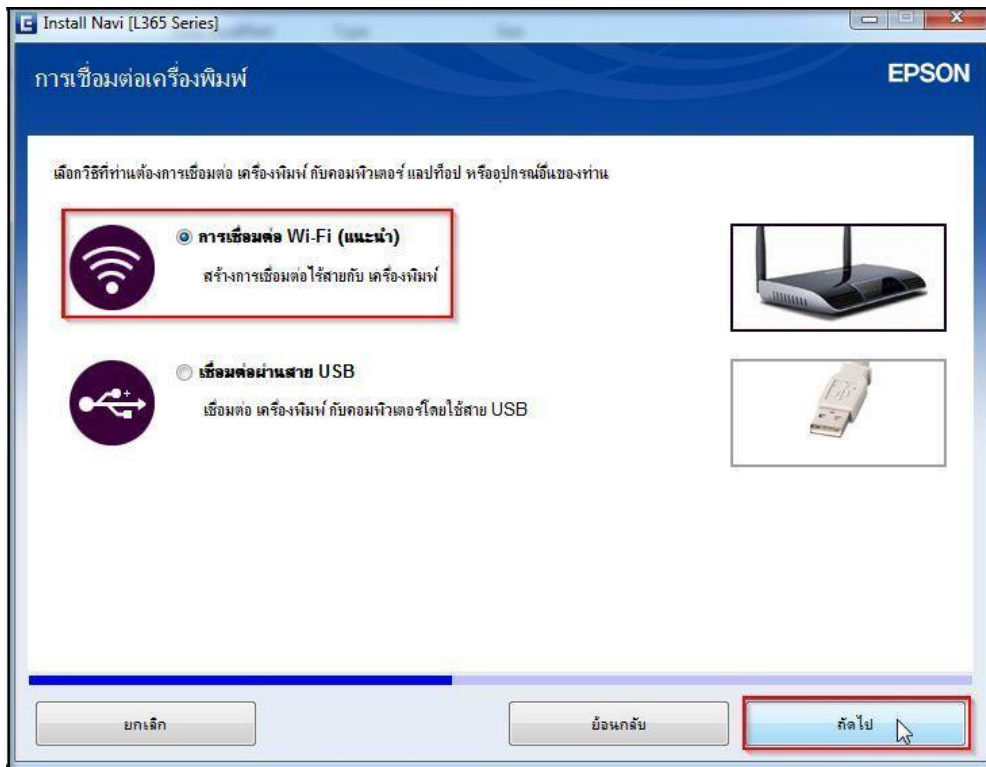 Install Navi [L365 Series]
การเชื่อมต่อเครื่องพิมพ์
EPSON
เลือกวิธีที่ท่านต้องการเชื่อมต่อ เครื่องพิมพ์ กับคอมพิวเตอร์ แลปท็อป หรืออุปกรณ์อื่นของท่าน
การเชื่อมต่อ Wi-Fi (แนะนำ)
สร้างการเชื่อมต่อไร้สายกับ เครื่องพิมพ์
เชื่อมต่อผ่านสาย USB
เชื่อมต่อ เครื่องพิมพ์ กับคอมพิวเตอร์โดยใช้สาย USB
ยกเลิก
ย้อนกลับ
ถัดไป